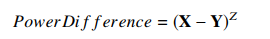 PowerDifference = (X – Y)^Z